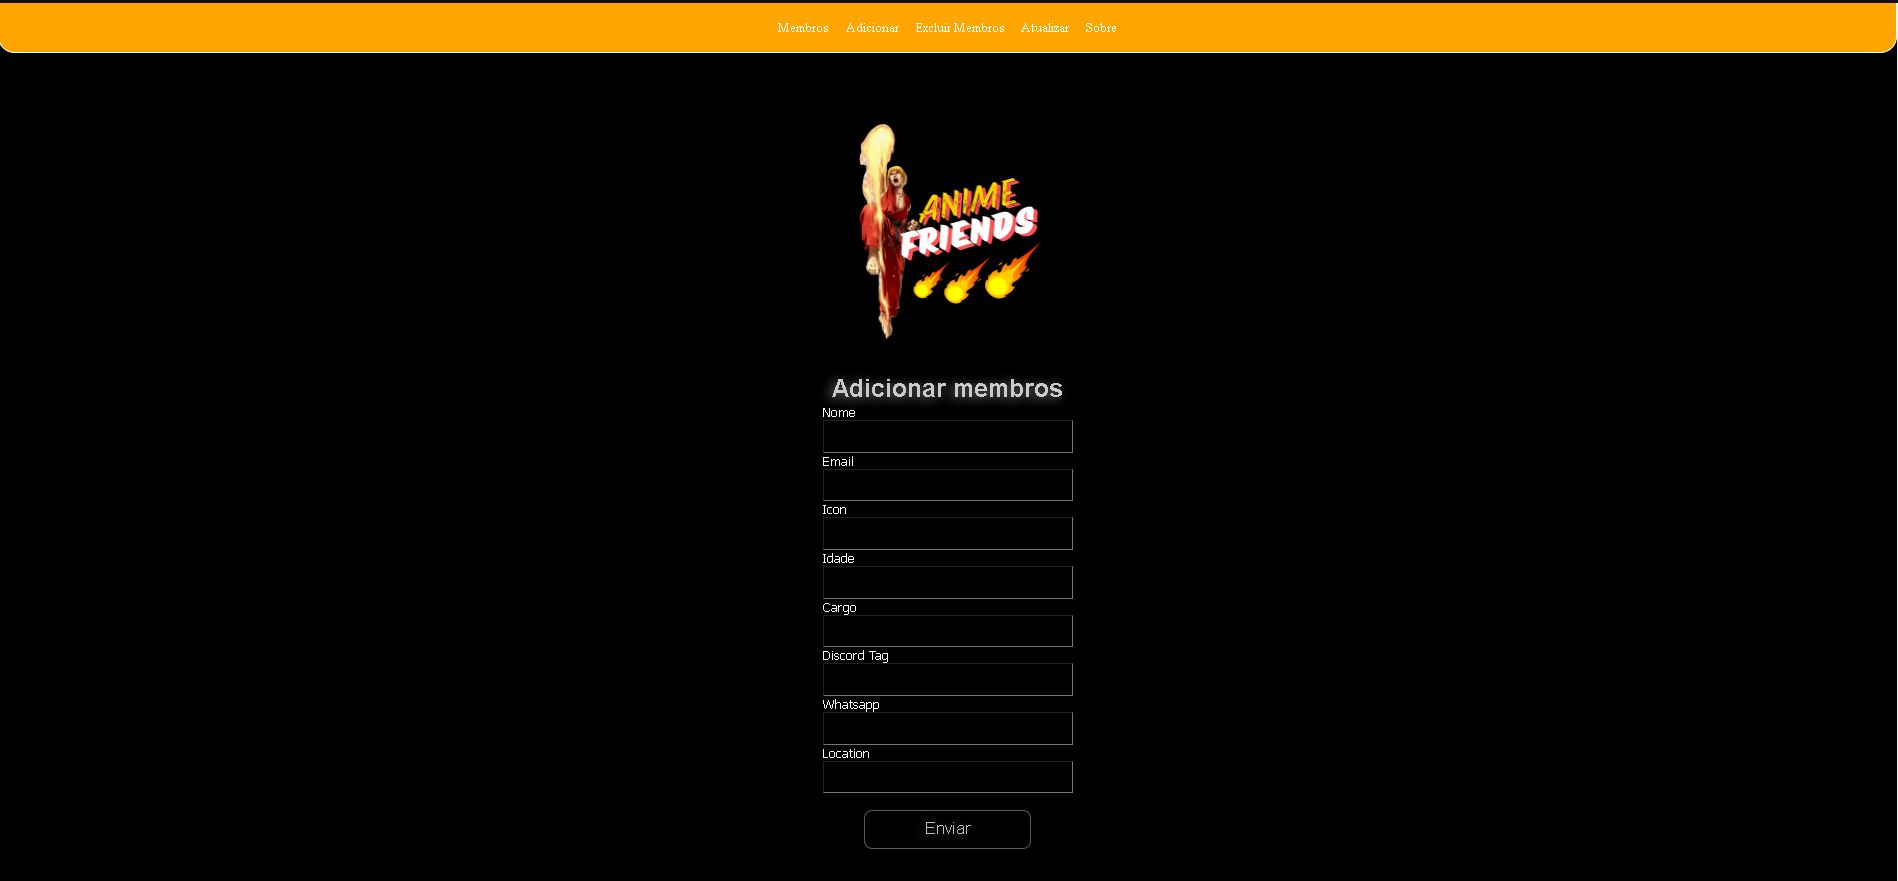 Membros Adicionar Excluir Membros Atualizar Sobre
ANIME
FRIENDS
Adicionar membros
Nome
Email
Icon
Idade
Cargo
Discord Tag
Whatsapp
Location
Enviar